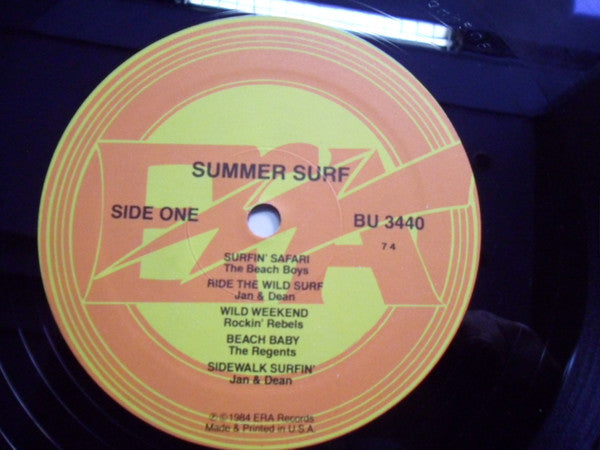 ERA
SUMMER SURF
SIDE ONE
BU 3440
74
SURFIN' SAFARI
The Beach Boys
RIDE THE WILD SURF
Jan & Dean
WILD WEEKEND
Rockin' Rebels
BEACH BABY
The Regents
SIDEWALK SURFIN'
Jan & Dean
℗©1984 ERA Records
Made & Printed in U.S.A